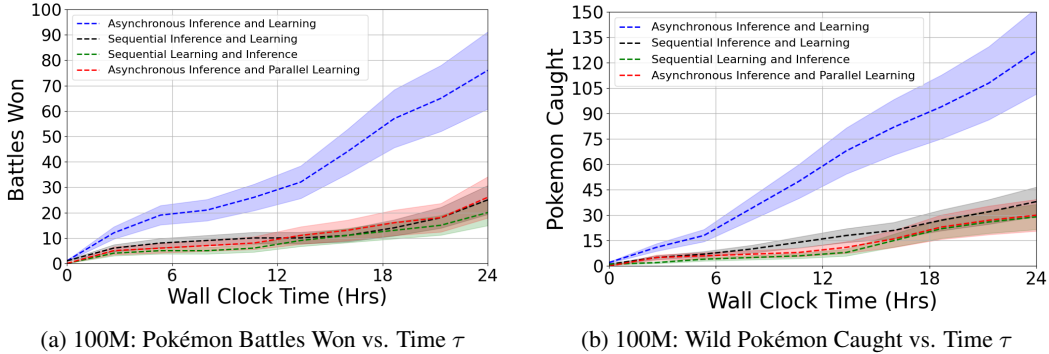 100
90
80
70
60
50
40
30
20
10
0
Battles Won
Asynchronous Inference and Learning
Sequential Inference and Learning
Sequential Learning and Inference
Asynchronous Inference and Parallel Learning
0 6 12 18 24
Wall Clock Time (Hrs)
(a) 100M: Pokémon Battles Won vs. Time τ
150
135
120
105
90
75
60
45
30
15
0
Pokemon Caught
Asynchronous Inference and Learning
Sequential Inference and Learning
Sequential Learning and Inference
Asynchronous Inference and Parallel Learning
0 6 12 18 24
Wall Clock Time (Hrs)
(b) 100M: Wild Pokémon Caught vs. Time τ